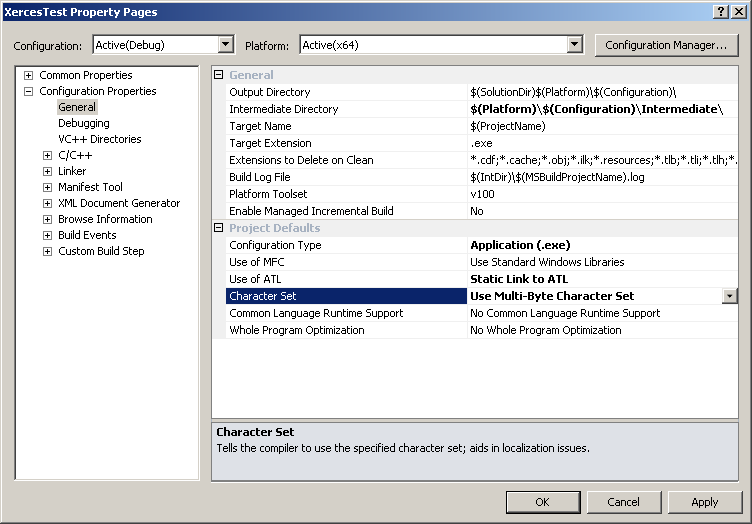 XercesTest Property Pages
Configuration: Active(Debug) Platform: Active(x64) Configuration Manager...
Common Properties
Configuration Properties
General
Debugging
VC++ Directories
C/C++
Linker
Manifest Tool
XML Document Generator
Browse Information
Build Events
Custom Build Step
General
Output Directory $(SolutionDir)$(Platform)\$(Configuration)\
Intermediate Directory $(Platform)\$(Configuration)\Intermediate\
Target Name $(ProjectName)
Target Extension .exe
Extensions to Delete on Clean *.cdf;*.cache;*.obj;*.ilk;*.resources;*.tlb;*.tli;*.tlh;*.
Build Log File $(IntDir)\$(MSBuildProjectName).log
Platform Toolset v100
Enable Managed Incremental Build No
Project Defaults
Configuration Type Application (.exe)
Use of MFC Use Standard Windows Libraries
Use of ATL Static Link to ATL
Character Set Use Multi-Byte Character Set
Common Language Runtime Support No Common Language Runtime Support
Whole Program Optimization No Whole Program Optimization
Character Set
Tells the compiler to use the specified character set; aids in localization issues.
OK Cancel Apply